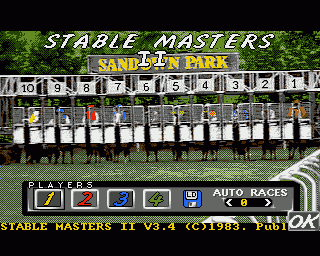 STABLE MASTERS
II
SANDOWN PARK
10 9 8 7 6 5 4 3 2 1
PLAYERS
1 2 3 4 LD AUTO RACES
< 0 >
OK
STABLE MASTERS II V3.4 (C)1983. Publ